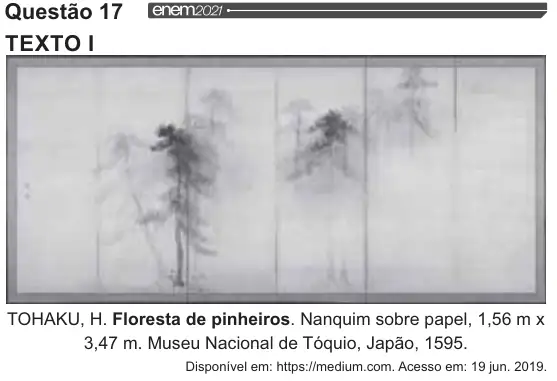 Questão 17
enem2021
TEXTO I
TOHAKU, H. Floresta de pinheiros. Nanquim sobre papel, 1,56 m x
3,47 m. Museu Nacional de Tóquio, Japão, 1595.
Disponível em: https://medium.com. Acesso em: 19 jun. 2019.